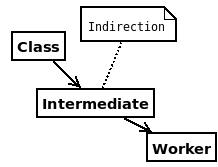 Indirection
Class
Intermediate
Worker